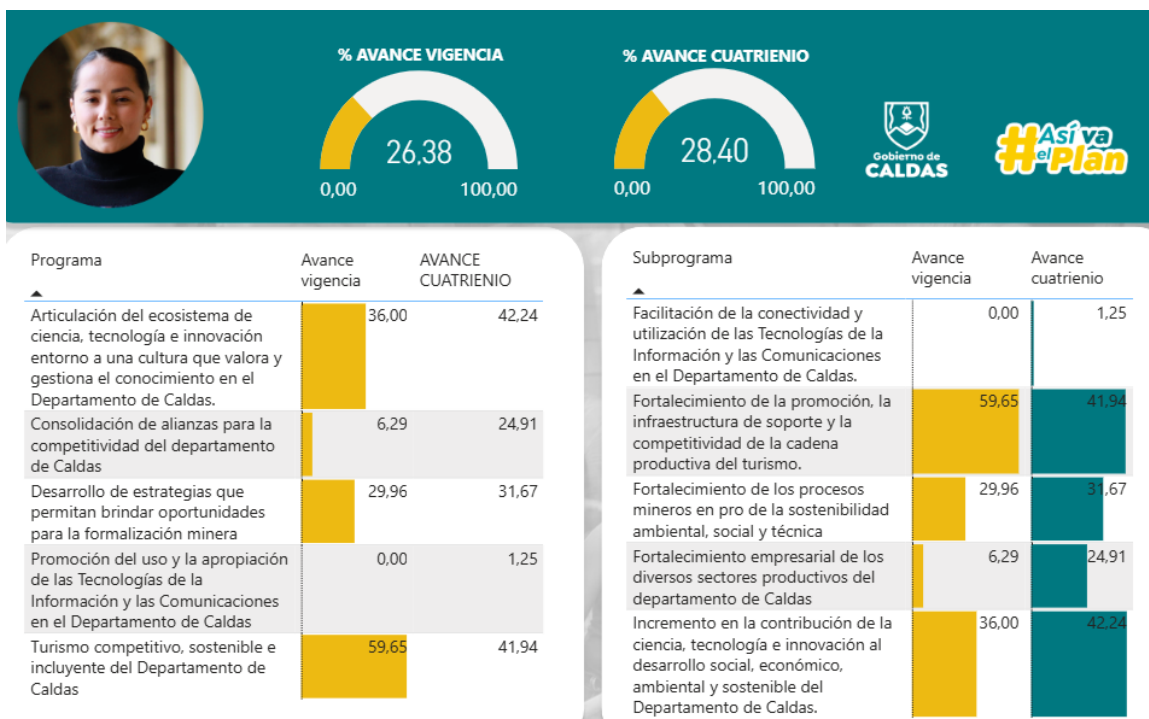 % AVANCE VIGENCIA
26,38
0,00
100,00
% AVANCE CUATRIENIO
28,40
0,00
100,00
Gobierno de
CALDAS
#Así va
el Plan
Programa
Avance
vigencia
AVANCE
CUATRIENIO
Articulación del ecosistema de
ciencia, tecnología e innovación
entorno a una cultura que valora y
gestiona el conocimiento en el
Departamento de Caldas.
36,00
42,24
Consolidación de alianzas para la
competitividad del departamento
de Caldas
6,29
24,91
Desarrollo de estrategias que
permitan brindar oportunidades
para la formalización minera
29,96
31,67
Promoción del uso y la apropiación
de las Tecnologías de la
Información y las Comunicaciones
en el Departamento de Caldas
0,00
1,25
Turismo competitivo, sostenible e
incluyente del Departamento de
Caldas
59,65
41,94
Subprograma
Avance
vigencia
Avance
cuatrienio
Facilitación de la conectividad y
utilización de las Tecnologías de la
Información y las Comunicaciones
en el Departamento de Caldas.
0,00
1,25
Fortalecimiento de la promoción, la
infraestructura de soporte y la
competitividad de la cadena
productiva del turismo.
59,65
41,94
Fortalecimiento de los procesos
mineros en pro de la sostenibilidad
ambiental, social y técnica
29,96
31,67
Fortalecimiento empresarial de los
diversos sectores productivos del
departamento de Caldas
6,29
24,91
Incremento en la contribución de la
ciencia, tecnología e innovación al
desarrollo social, económico,
ambiental y sostenible del
Departamento de Caldas.
36,00
42,24